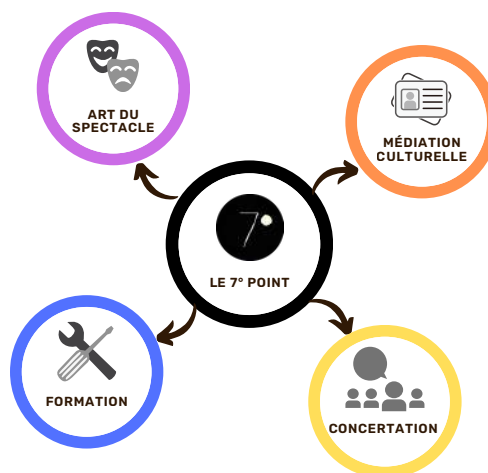 ART DU
SPECTACLE
MÉDIATION
CULTURELLE
7
LE 7° POINT
FORMATION
CONCERTATION